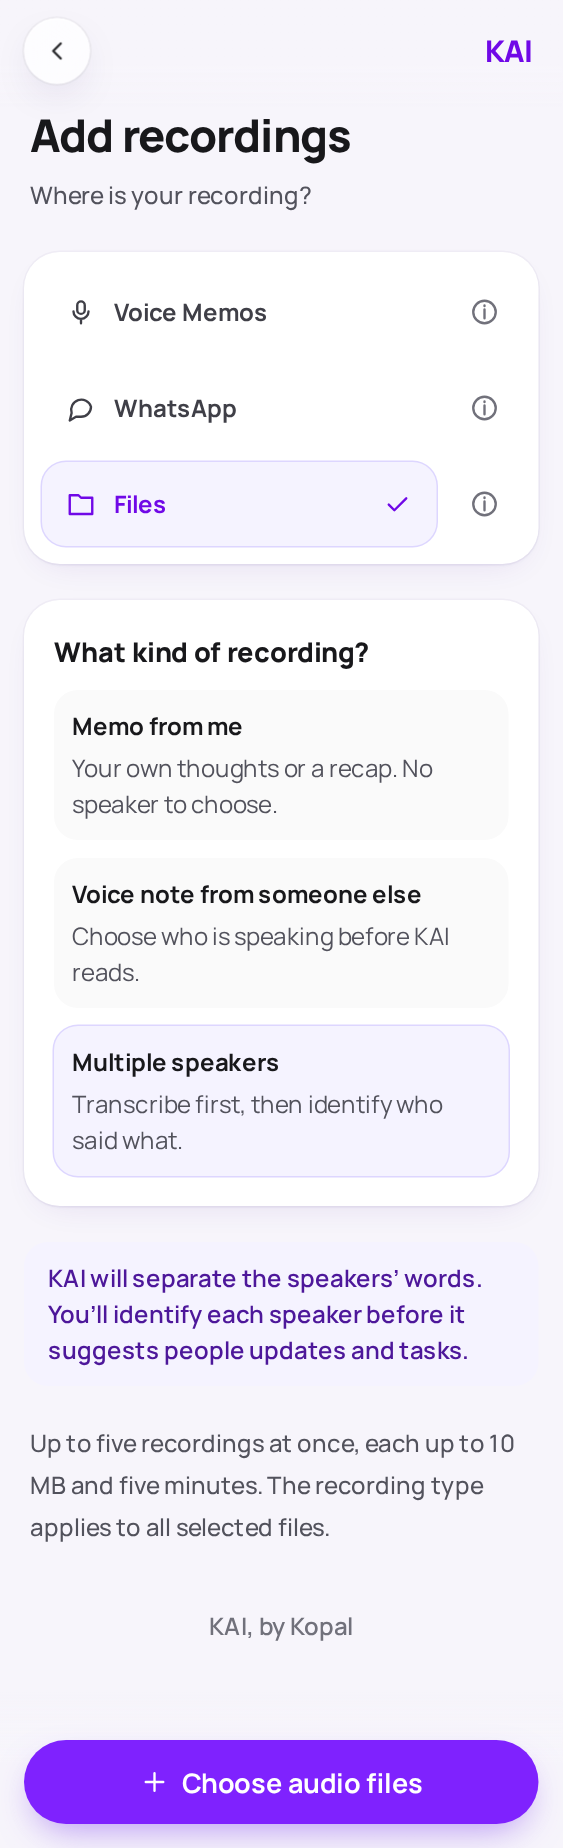 KAI
Add recordings
Where is your recording?
Voice Memos
WhatsApp
Files
What kind of recording?
Memo from me
Your own thoughts or a recap. No
speaker to choose.
Voice note from someone else
Choose who is speaking before KAI
reads.
Multiple speakers
Transcribe first, then identify who
said what.
KAI will separate the speakers’ words.
You’ll identify each speaker before it
suggests people updates and tasks.
Up to five recordings at once, each up to 10
MB and five minutes. The recording type
applies to all selected files.
KAI, by Kopal
Choose audio files